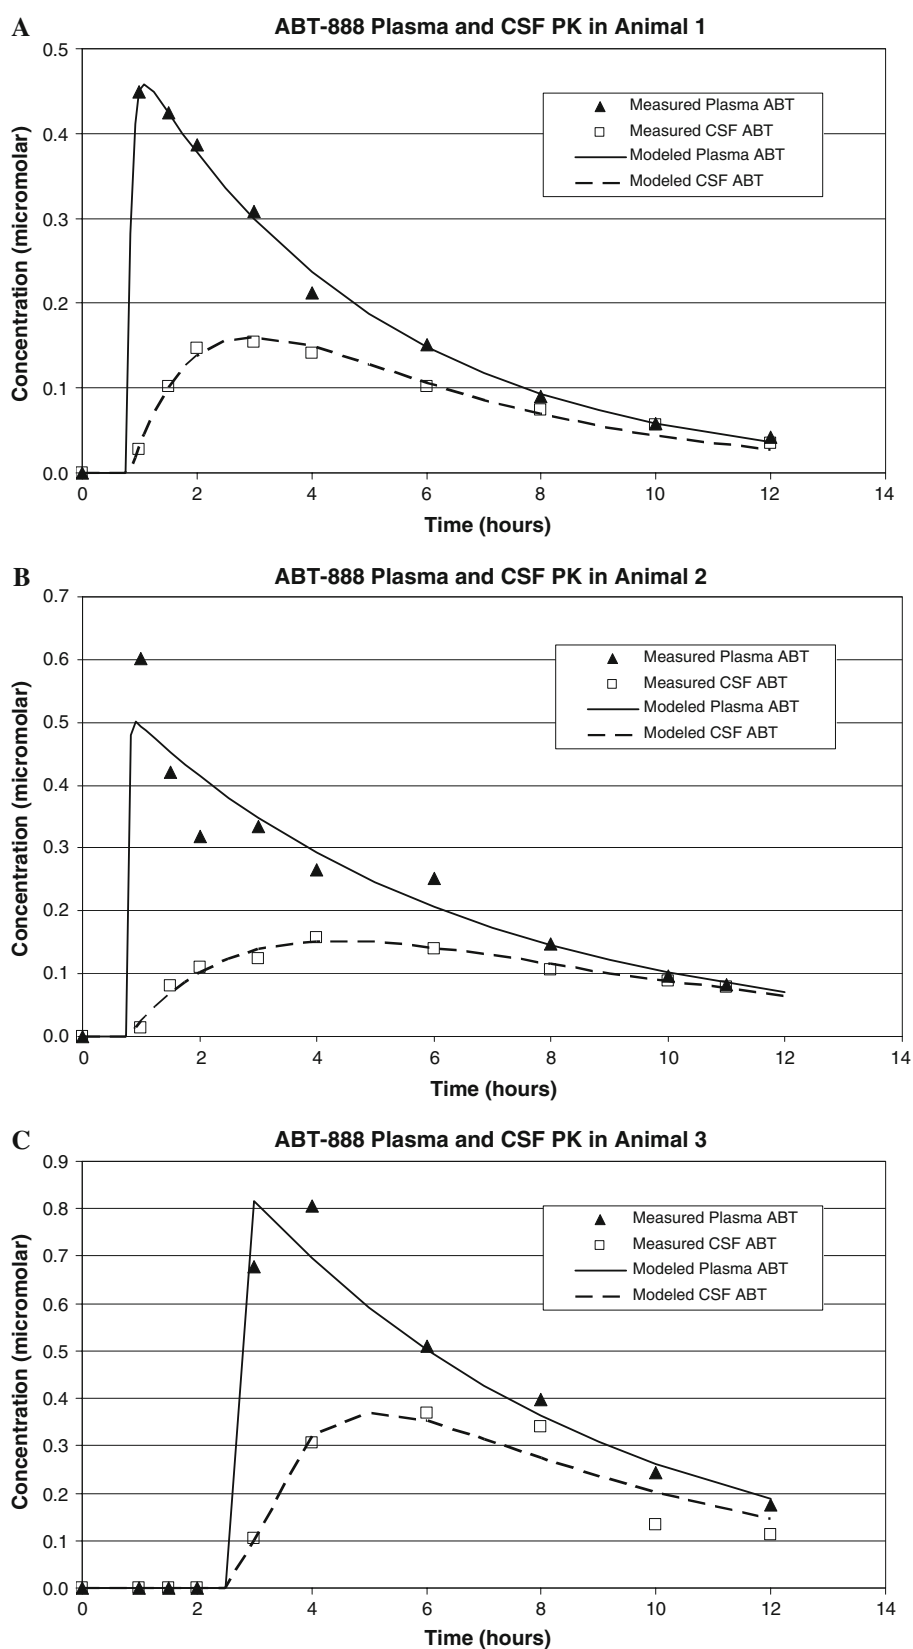 A
ABT-888 Plasma and CSF PK in Animal 1
Concentration (micromolar)
0.5
0.4
0.3
0.2
0.1
0.0
Measured Plasma ABT
Measured CSF ABT
Modeled Plasma ABT
Modeled CSF ABT
0 2 4 6 8 10 12 14
Time (hours)
B
ABT-888 Plasma and CSF PK in Animal 2
Concentration (micromolar)
0.7
0.6
0.5
0.4
0.3
0.2
0.1
0.0
Measured Plasma ABT
Measured CSF ABT
Modeled Plasma ABT
Modeled CSF ABT
0 2 4 6 8 10 12 14
Time (hours)
C
ABT-888 Plasma and CSF PK in Animal 3
Concentration (micromolar)
0.9
0.8
0.7
0.6
0.5
0.4
0.3
0.2
0.1
0.0
Measured Plasma ABT
Measured CSF ABT
Modeled Plasma ABT
Modeled CSF ABT
0 2 4 6 8 10 12 14
Time (hours)